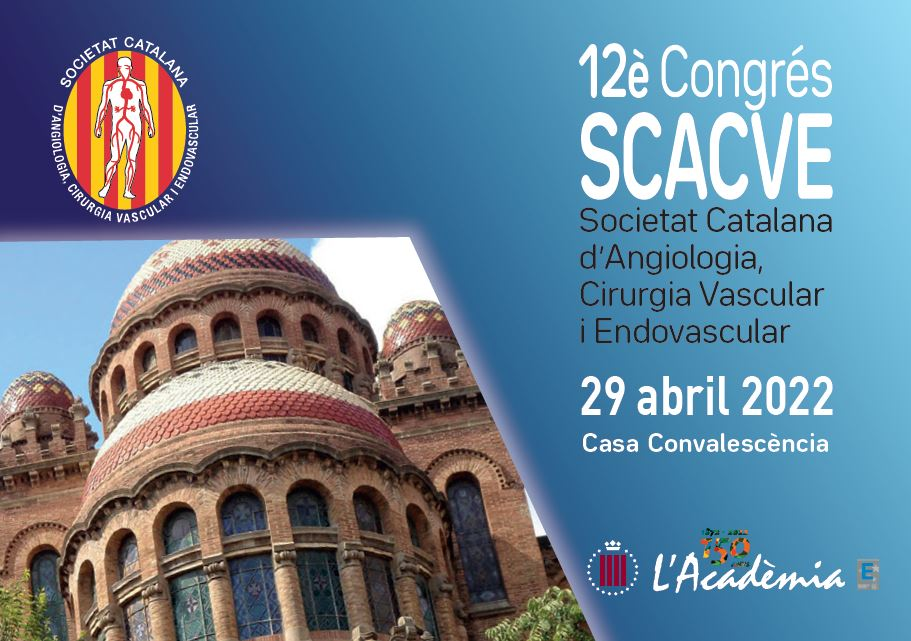 SOCIETAT CATALANA
D'ANGIOLOGIA, CIRURGIA VASCULAR I ENDOVASCULAR
12è Congrés
SCACVE
Societat Catalana
d'Angiologia,
Cirurgia Vascular
i Endovascular
29 abril 2022
Casa Convalescència
150
L'Acadèmia
E